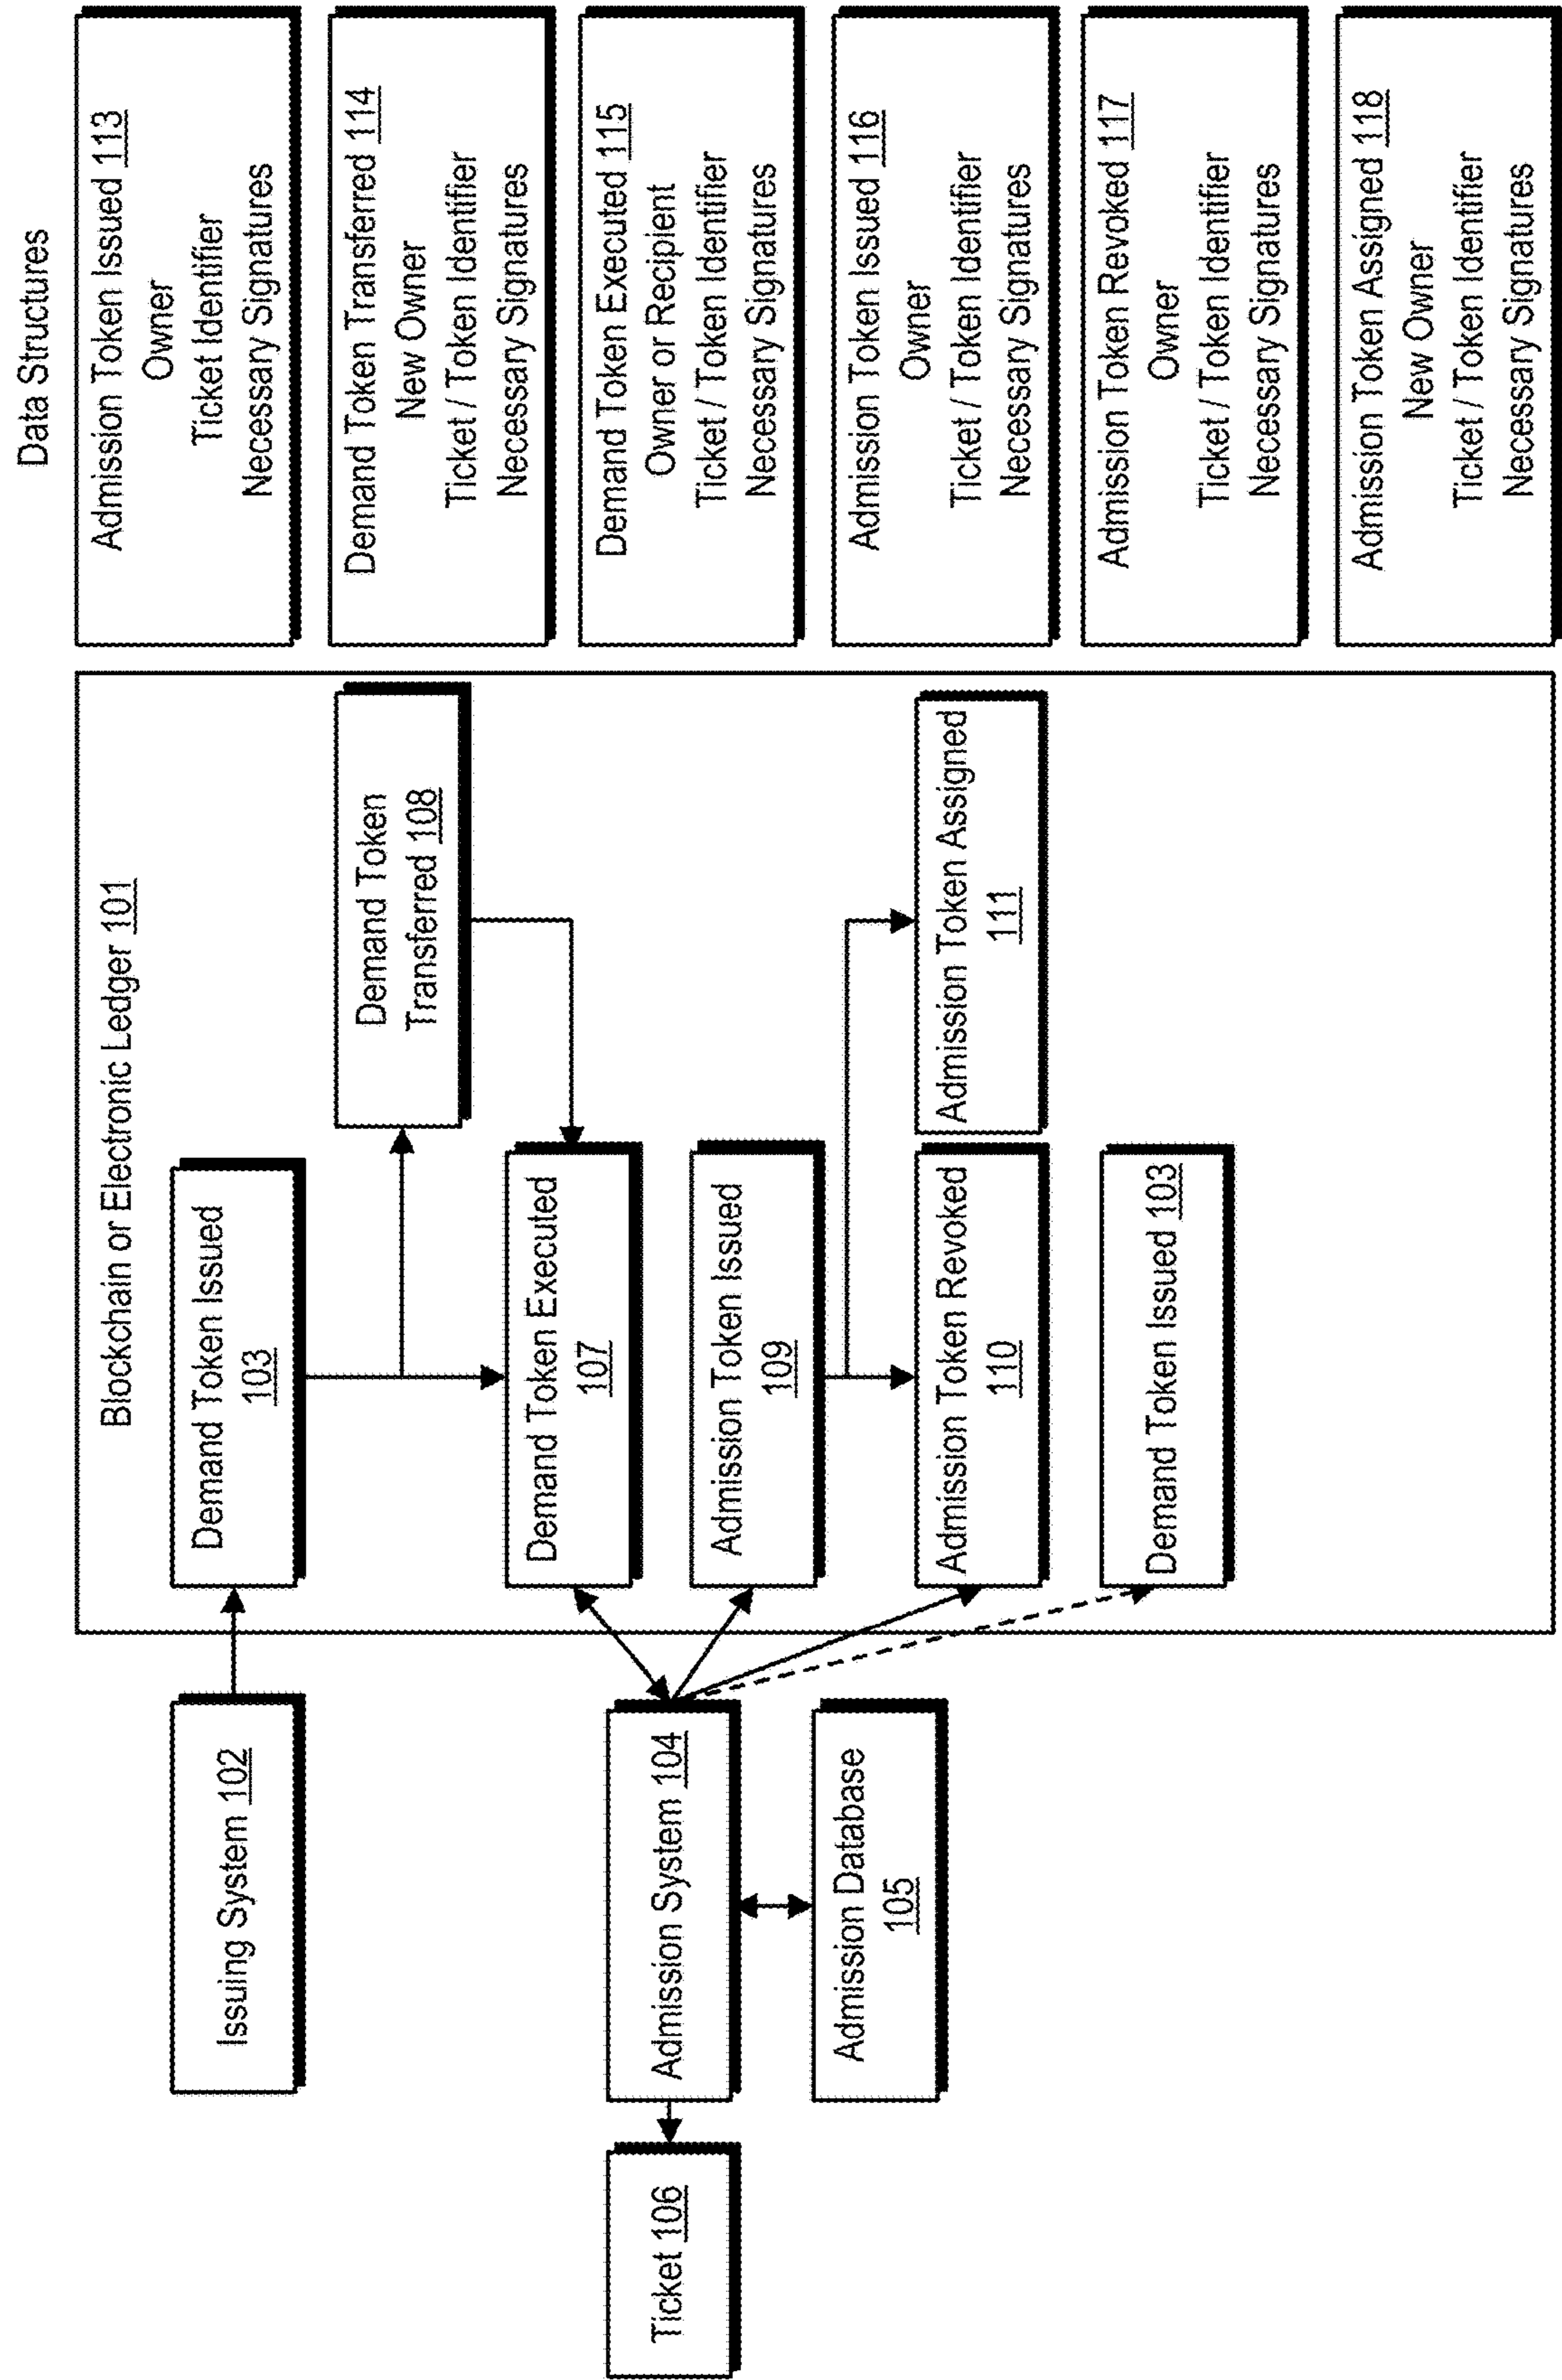 Data Structures
Issuing System 102
Admission System 104
Admission Database
105
Ticket 106
Blockchain or Electronic Ledger 101
Demand Token Issued
103
Demand Token
Transferred 108
Demand Token Executed
107
Admission Token Issued
109
Admission Token Revoked
110
Admission Token Assigned
111
Demand Token Issued 103
Admission Token Issued 113
Owner
Ticket Identifier
Necessary Signatures
Demand Token Transferred 114
New Owner
Ticket / Token Identifier
Necessary Signatures
Demand Token Executed 115
Owner or Recipient
Ticket / Token Identifier
Necessary Signatures
Admission Token Issued 116
Owner
Ticket / Token Identifier
Necessary Signatures
Admission Token Revoked 117
Owner
Ticket / Token Identifier
Necessary Signatures
Admission Token Assigned 118
New Owner
Ticket / Token Identifier
Necessary Signatures